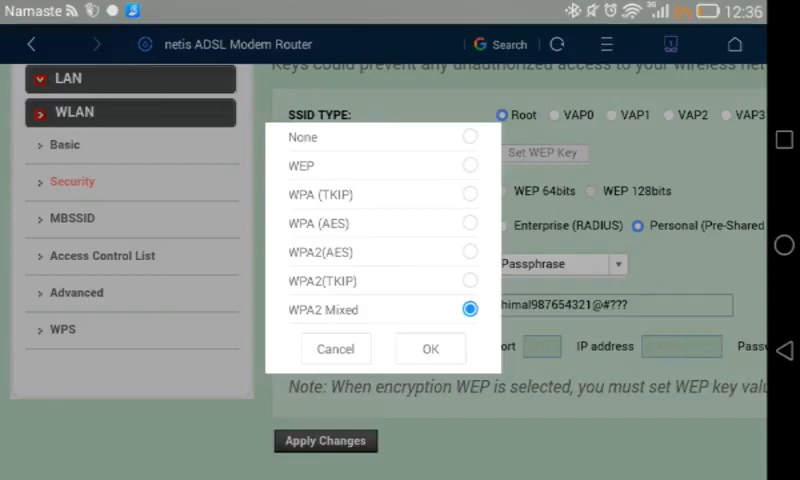 Namaste 3G 12:36
netis ADSL Modem Router Search 1
LAN
Keys could prevent any unauthorized access to your wireless net
WLAN
SSID TYPE: Root VAP0 VAP1 VAP2 VAP3
None
Basic
Set WEP Key
WEP
Security
WPA (TKIP)
WEP 64bits WEP 128bits
MBSSID
WPA (AES)
Enterprise (RADIUS) Personal (Pre-Shared
Access Control List
WPA2(AES)
Passphrase
WPA2(TKIP)
Advanced
WPA2 Mixed
himal987654321@#???
WPS
Cancel OK
ort IP address Passw
Note: When encryption WEP is selected, you must set WEP key valu
Apply Changes